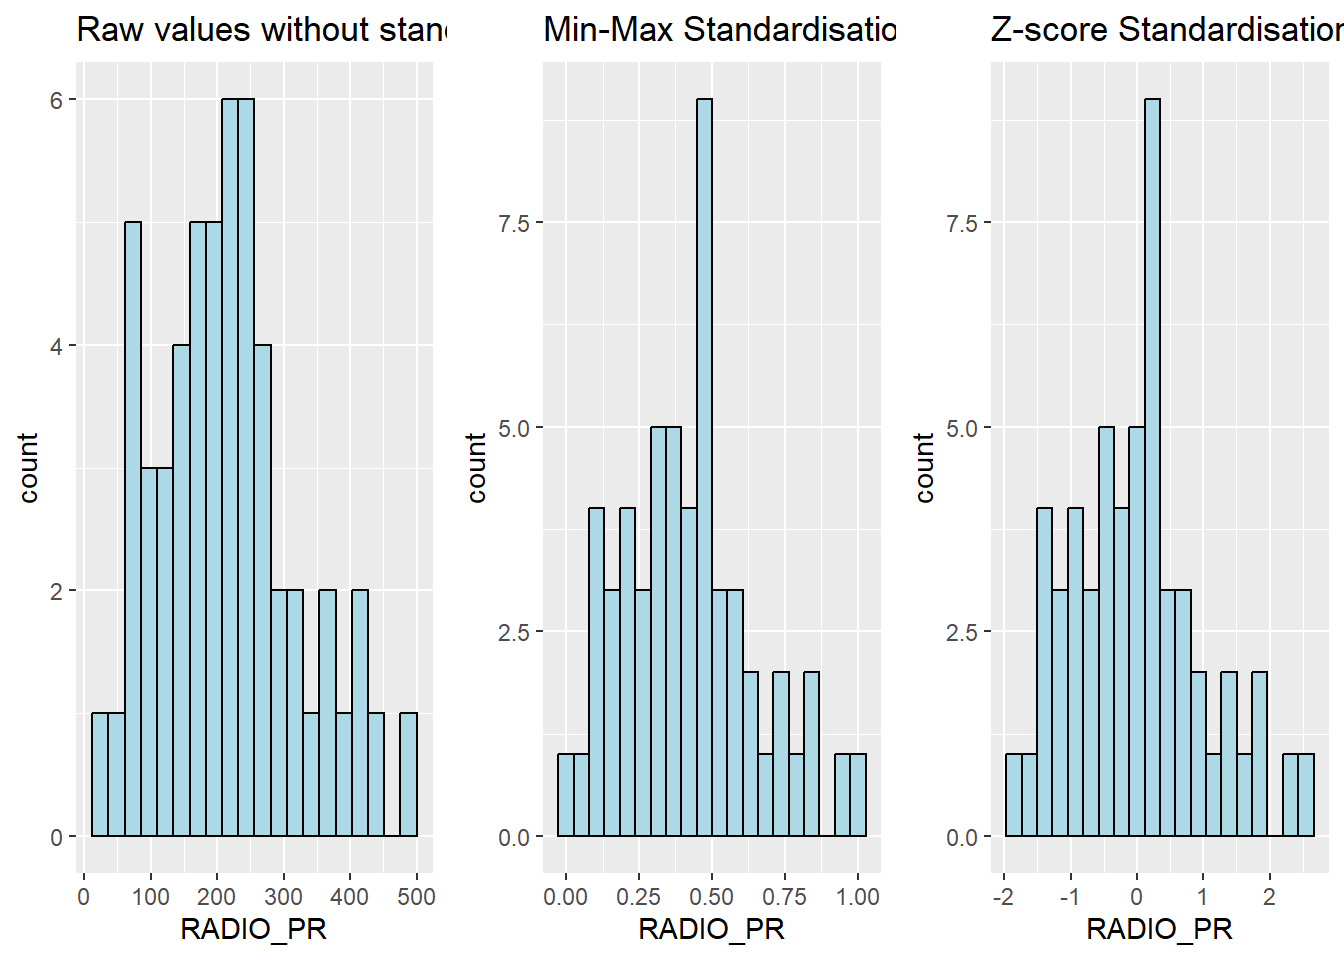 Raw values without stan
6
4
2
0
count
0 100 200 300 400 500
RADIO_PR
Min-Max Standardisatio
7.5
5.0
2.5
0.0
count
0.00 0.25 0.50 0.75 1.00
RADIO_PR
Z-score Standardisation
7.5
5.0
2.5
0.0
count
-2 -1 0 1 2
RADIO_PR